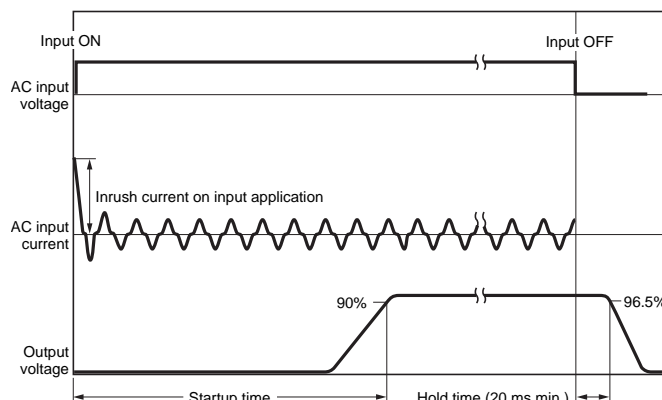 Input ON
Input OFF
AC input
voltage
Inrush current on input application
AC input
current
90%
96.5%
Output
voltage
Startup time
Hold time (20 ms min.)